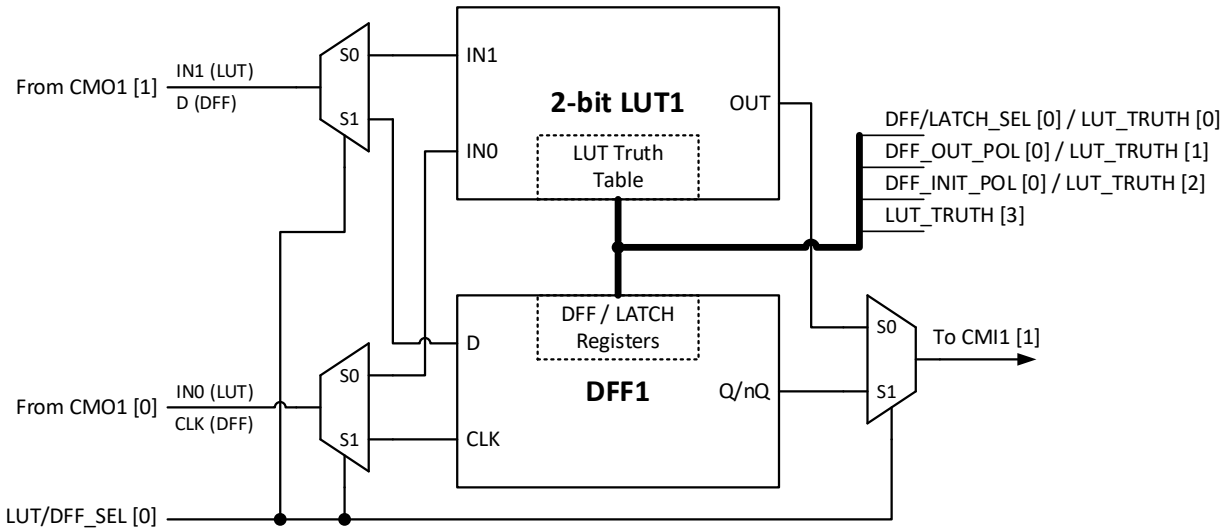 From CMO1 [1]
IN1 (LUT)
D (DFF)
S0
S1
IN1
2-bit LUT1
OUT
IN0
LUT Truth
Table
DFF/LATCH_SEL [0] / LUT_TRUTH [0]
DFF_OUT_POL [0] / LUT_TRUTH [1]
DFF_INIT_POL [0] / LUT_TRUTH [2]
LUT_TRUTH [3]
DFF / LATCH
Registers
D
DFF1
Q/nQ
CLK
S0
S1
To CMI1 [1]
From CMO1 [0]
IN0 (LUT)
CLK (DFF)
S0
S1
LUT/DFF_SEL [0]